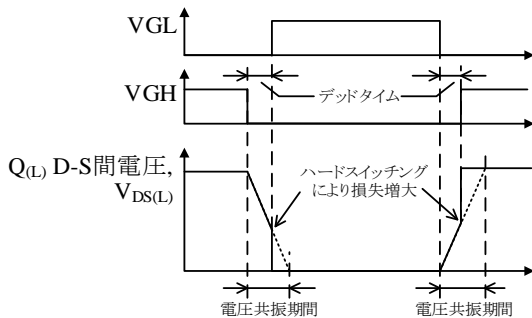 VGL
VGH
デッドタイム
Q(L) D-S間電圧,
VDS(L)
ハードスイッチング
により損失増大
電圧共振期間
電圧共振期間